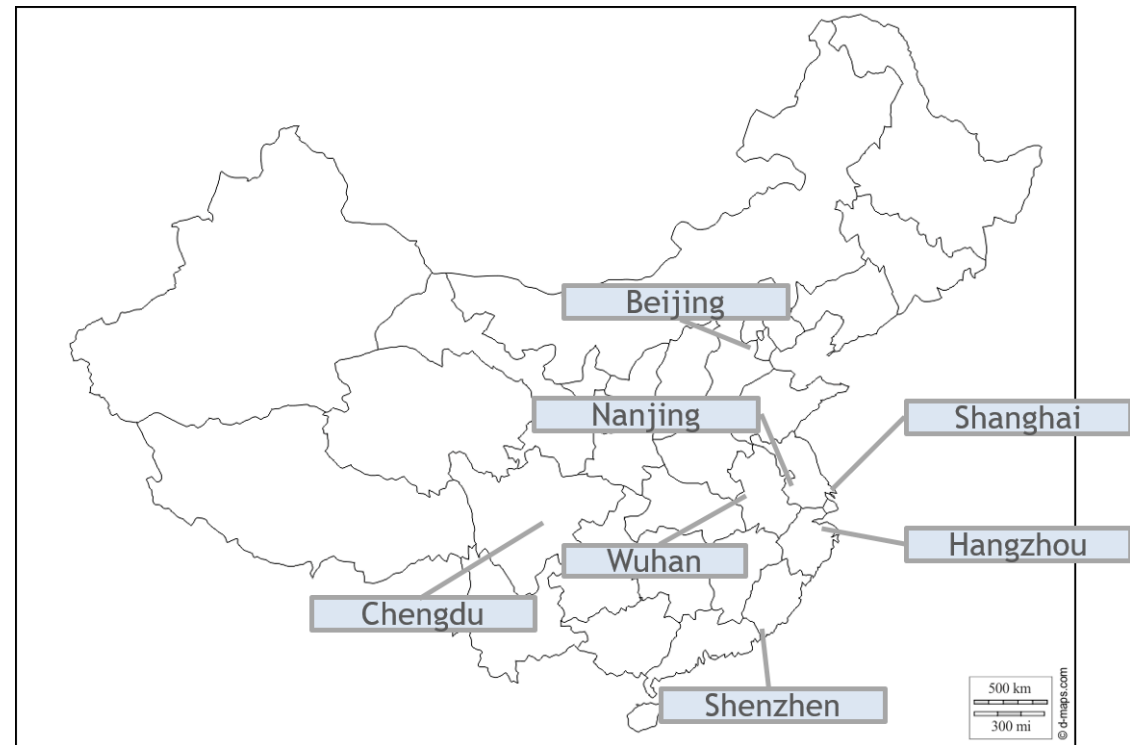 Beijing
Nanjing
Shanghai
Hangzhou
Wuhan
Chengdu
Shenzhen
500 km
300 mi
© d-maps.com